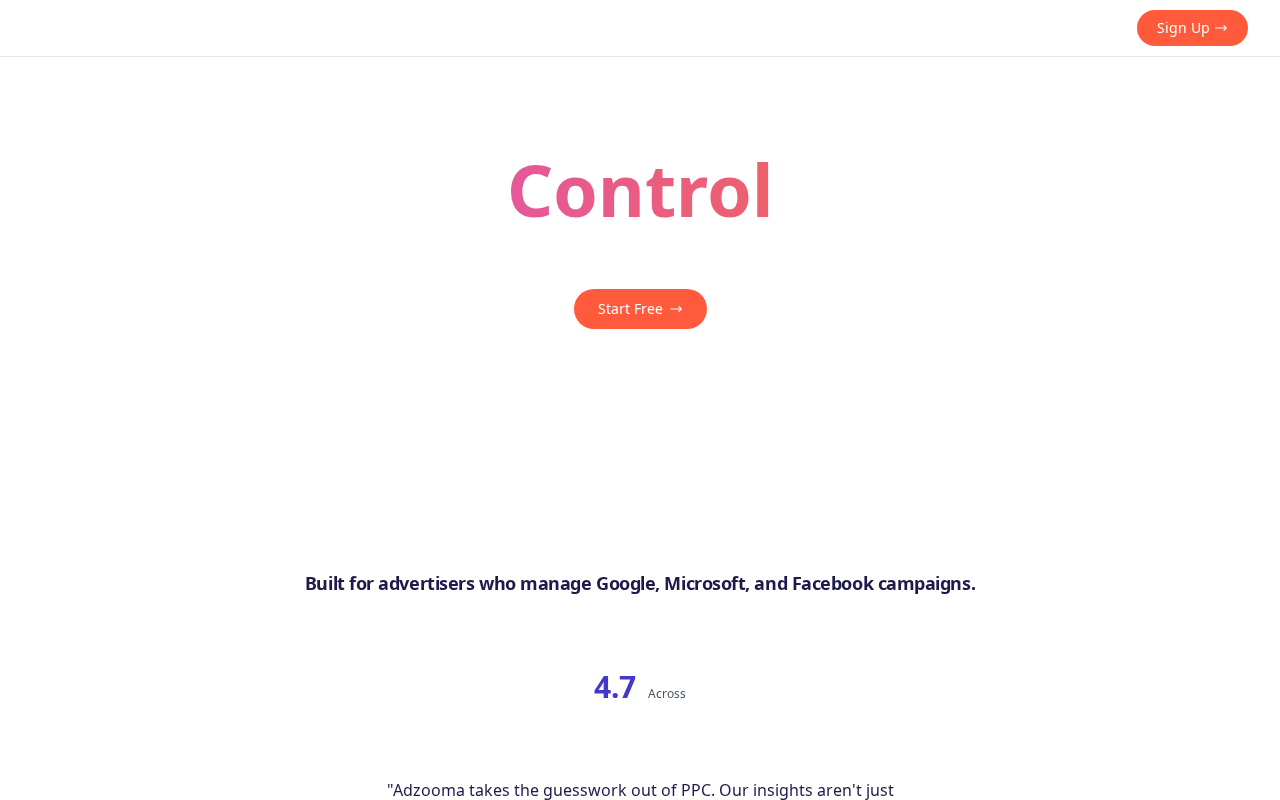 Sign Up →
Control
Start Free →
Built for advertisers who manage Google, Microsoft, and Facebook campaigns.
4.7 Across
"Adzooma takes the guesswork out of PPC. Our insights aren't just